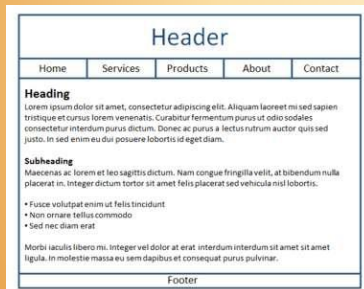 Header
Home Services Products About Contact
Heading
Lorem ipsum dolor sit amet, consectetur adipiscing elit. Aliquam laoreet mi sed sapien
tristique et cursus lorem venenatis. Curabitur fermentum purus ut odio sodales
consectetur interdum purus dictum. Donec ac purus a lectus rutrum auctor quis sed
justo. In sed enim eu dui posuere lobortis id eget diam.
Subheading
Maecenas ac lorem et leo sagittis dictum. Nam congue fringilla velit, at bibendum nulla
placerat in. Integer dictum tortor sit amet felis placerat sed vehicula nisl lobortis.
• Fusce volutpat enim ut felis tincidunt
• Non ornare tellus commodo
• Sed nec diam erat
Morbi iaculis libero mi. Integer vel dolor at erat interdum interdum sit amet sit amet
ligula. In molestie massa eu sem dapibus et consequat purus pulvinar.
Footer